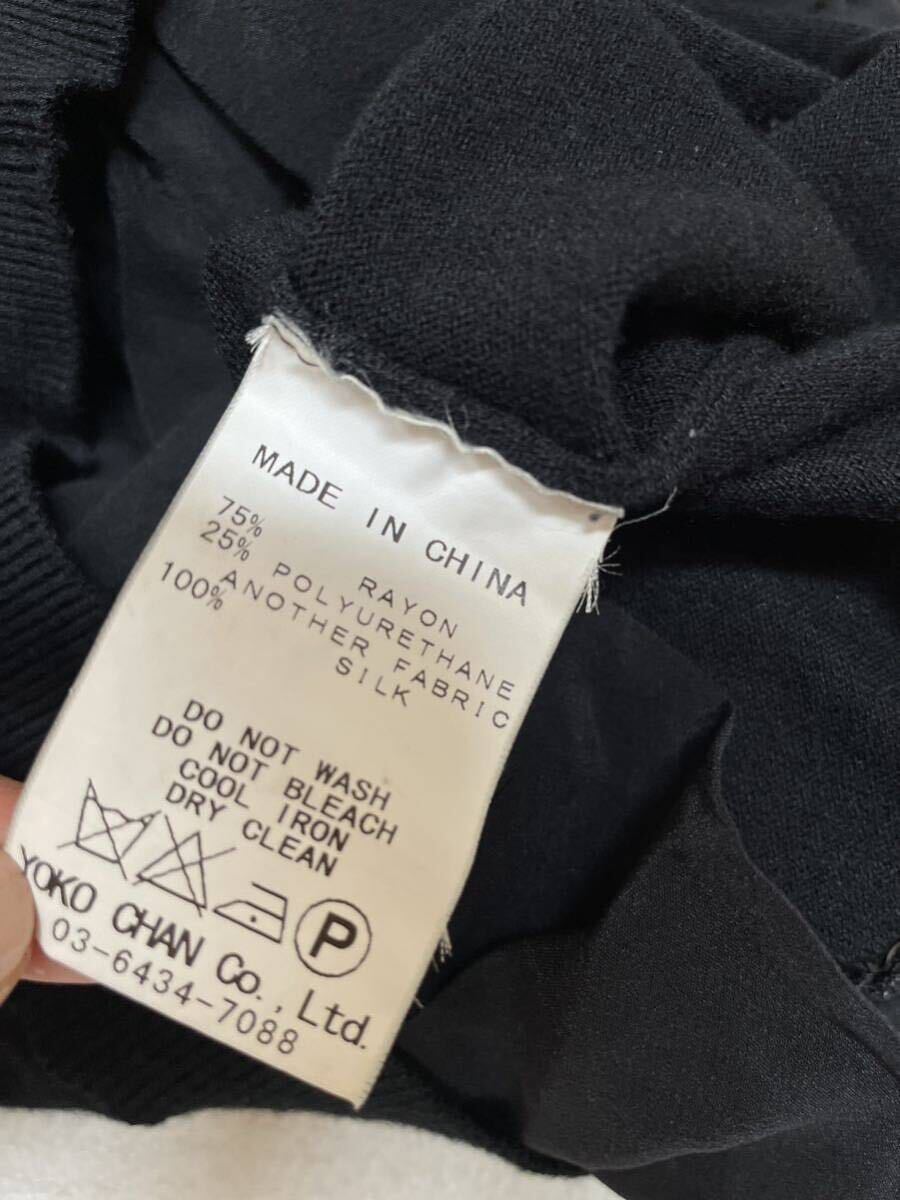 MADE IN CHINA
75% RAYON
25% POLYURETHANE
ANOTHER FABRIC
100% SILK
DO NOT WASH
DO NOT BLEACH
COOL IRON
DRY CLEAN
P
YOKO CHAN Co., Ltd.
03-6434-7088